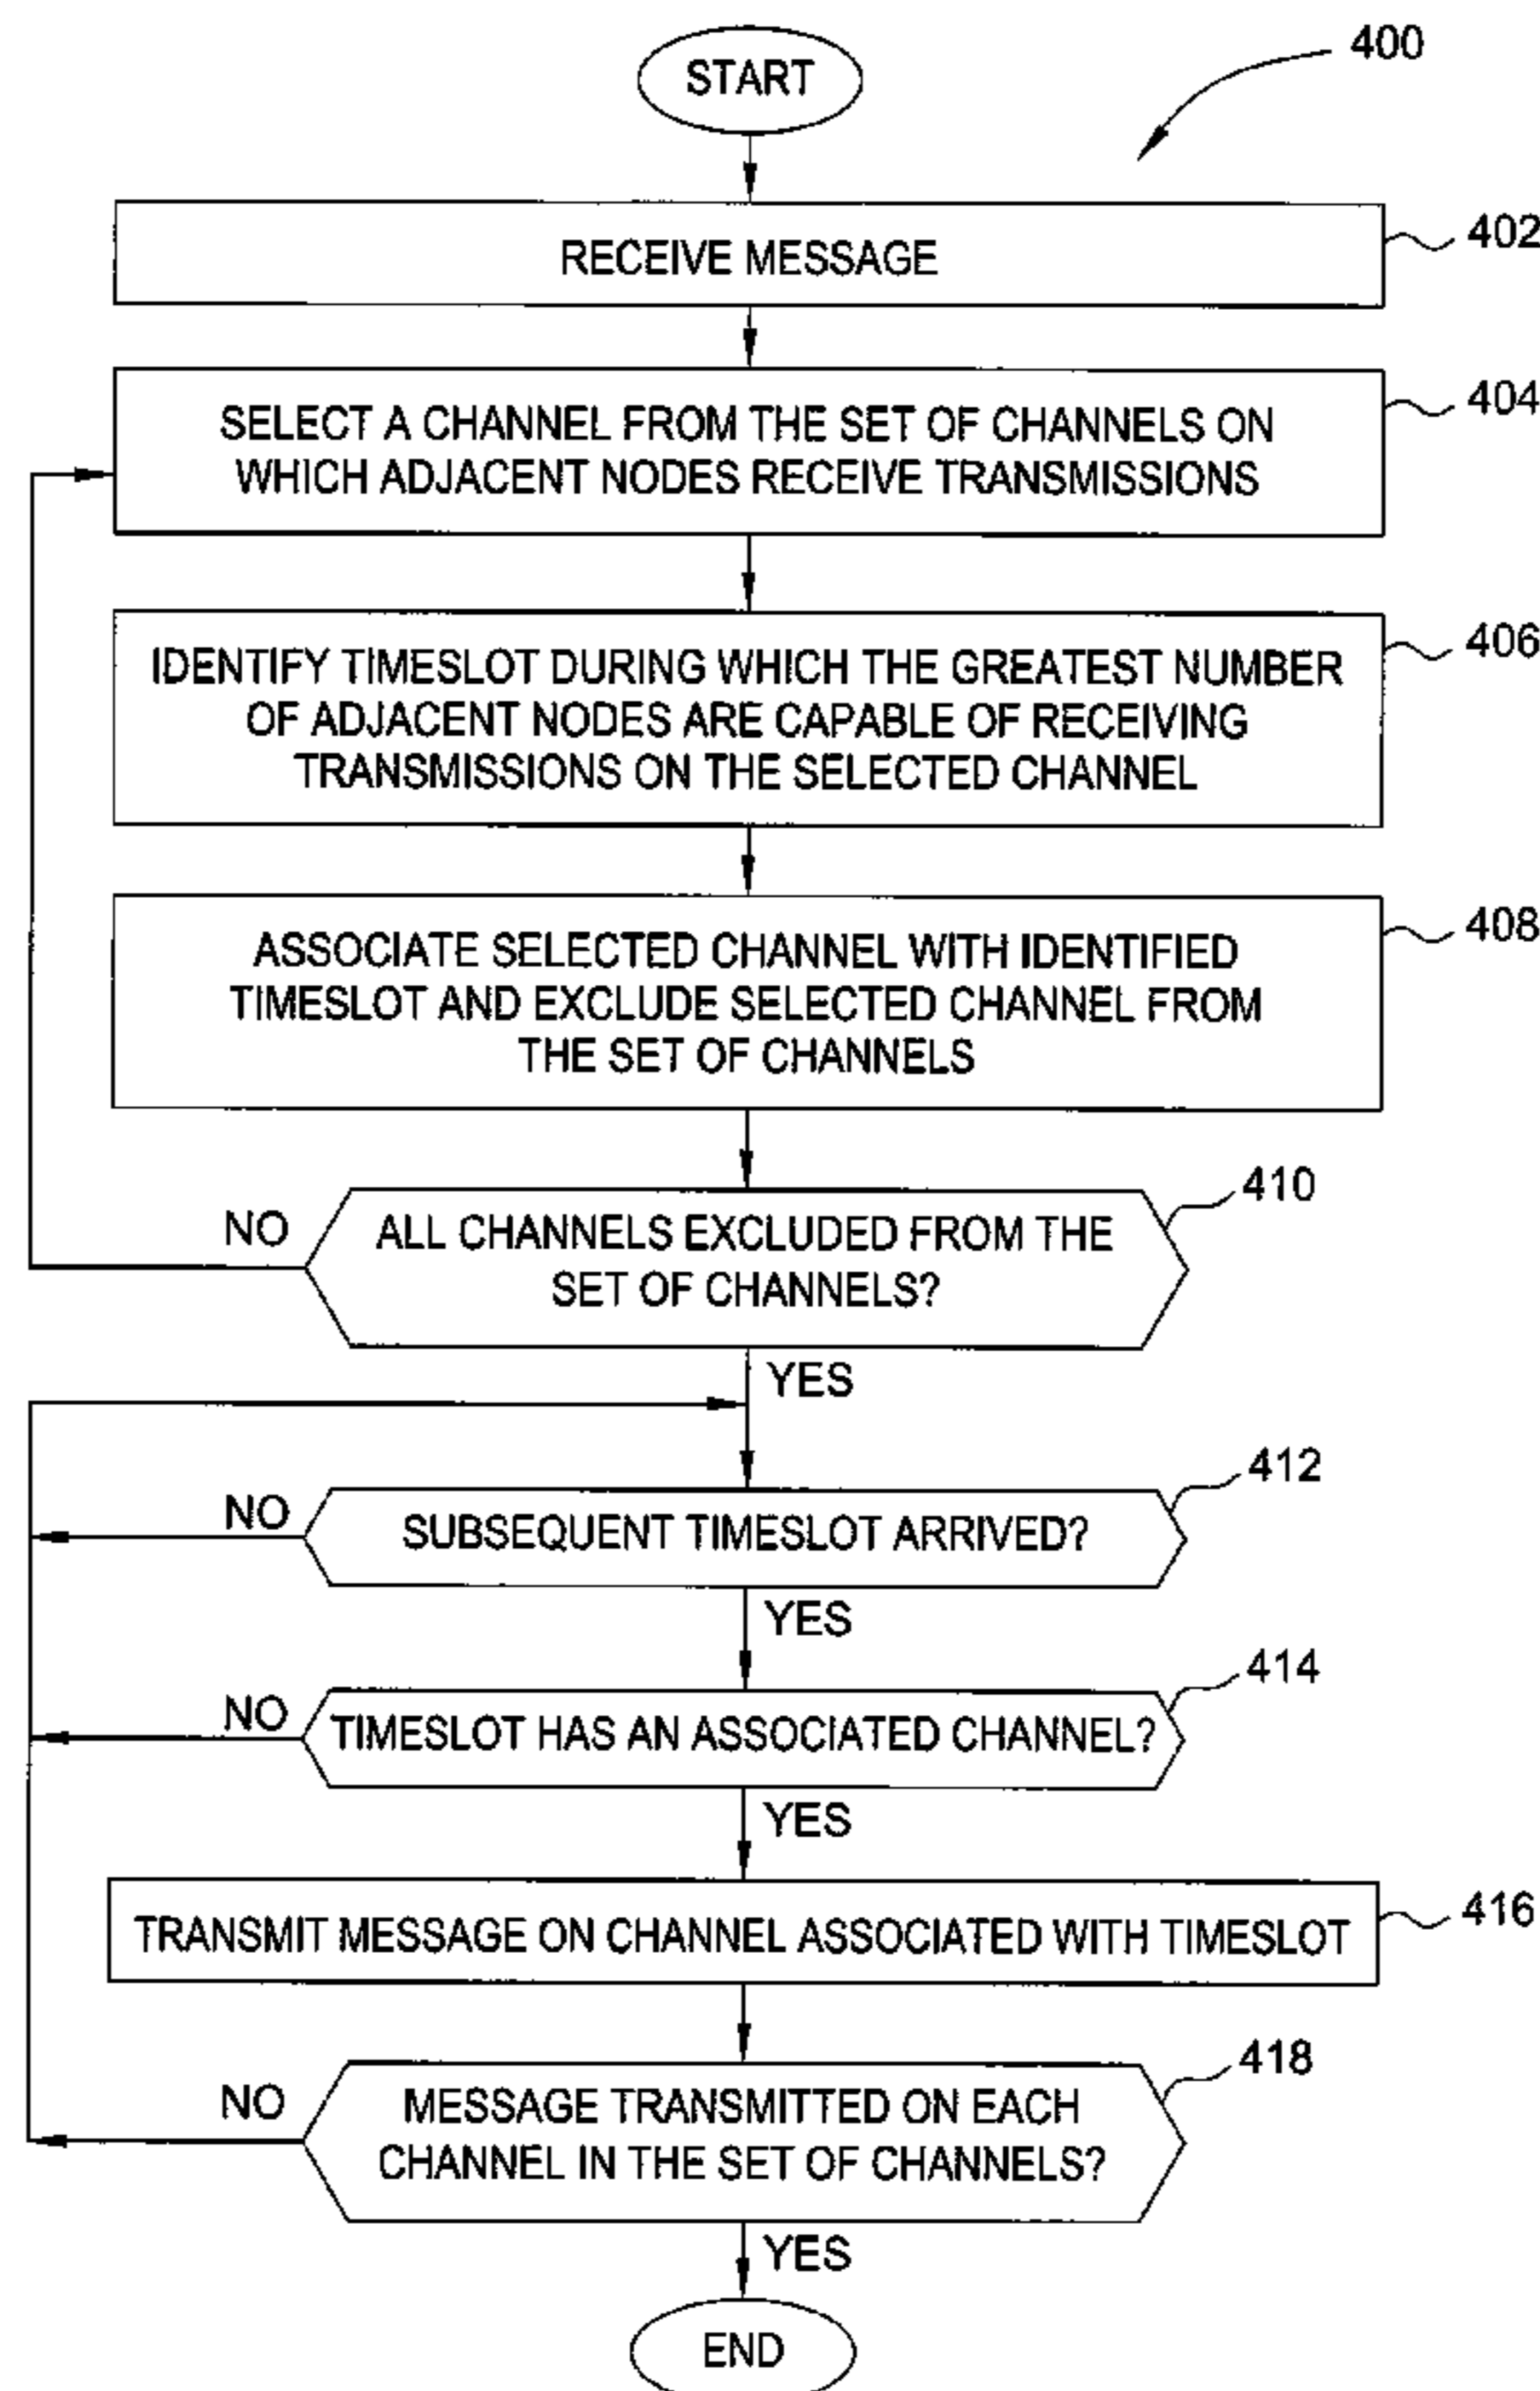 START
400
RECEIVE MESSAGE
402
SELECT A CHANNEL FROM THE SET OF CHANNELS ON
WHICH ADJACENT NODES RECEIVE TRANSMISSIONS
404
IDENTIFY TIMESLOT DURING WHICH THE GREATEST NUMBER
OF ADJACENT NODES ARE CAPABLE OF RECEIVING
TRANSMISSIONS ON THE SELECTED CHANNEL
406
ASSOCIATE SELECTED CHANNEL WITH IDENTIFIED
TIMESLOT AND EXCLUDE SELECTED CHANNEL FROM
THE SET OF CHANNELS
408
ALL CHANNELS EXCLUDED FROM THE
SET OF CHANNELS?
410
NO
YES
SUBSEQUENT TIMESLOT ARRIVED?
412
NO
YES
TIMESLOT HAS AN ASSOCIATED CHANNEL?
414
NO
YES
TRANSMIT MESSAGE ON CHANNEL ASSOCIATED WITH TIMESLOT
416
MESSAGE TRANSMITTED ON EACH
CHANNEL IN THE SET OF CHANNELS?
418
NO
YES
END